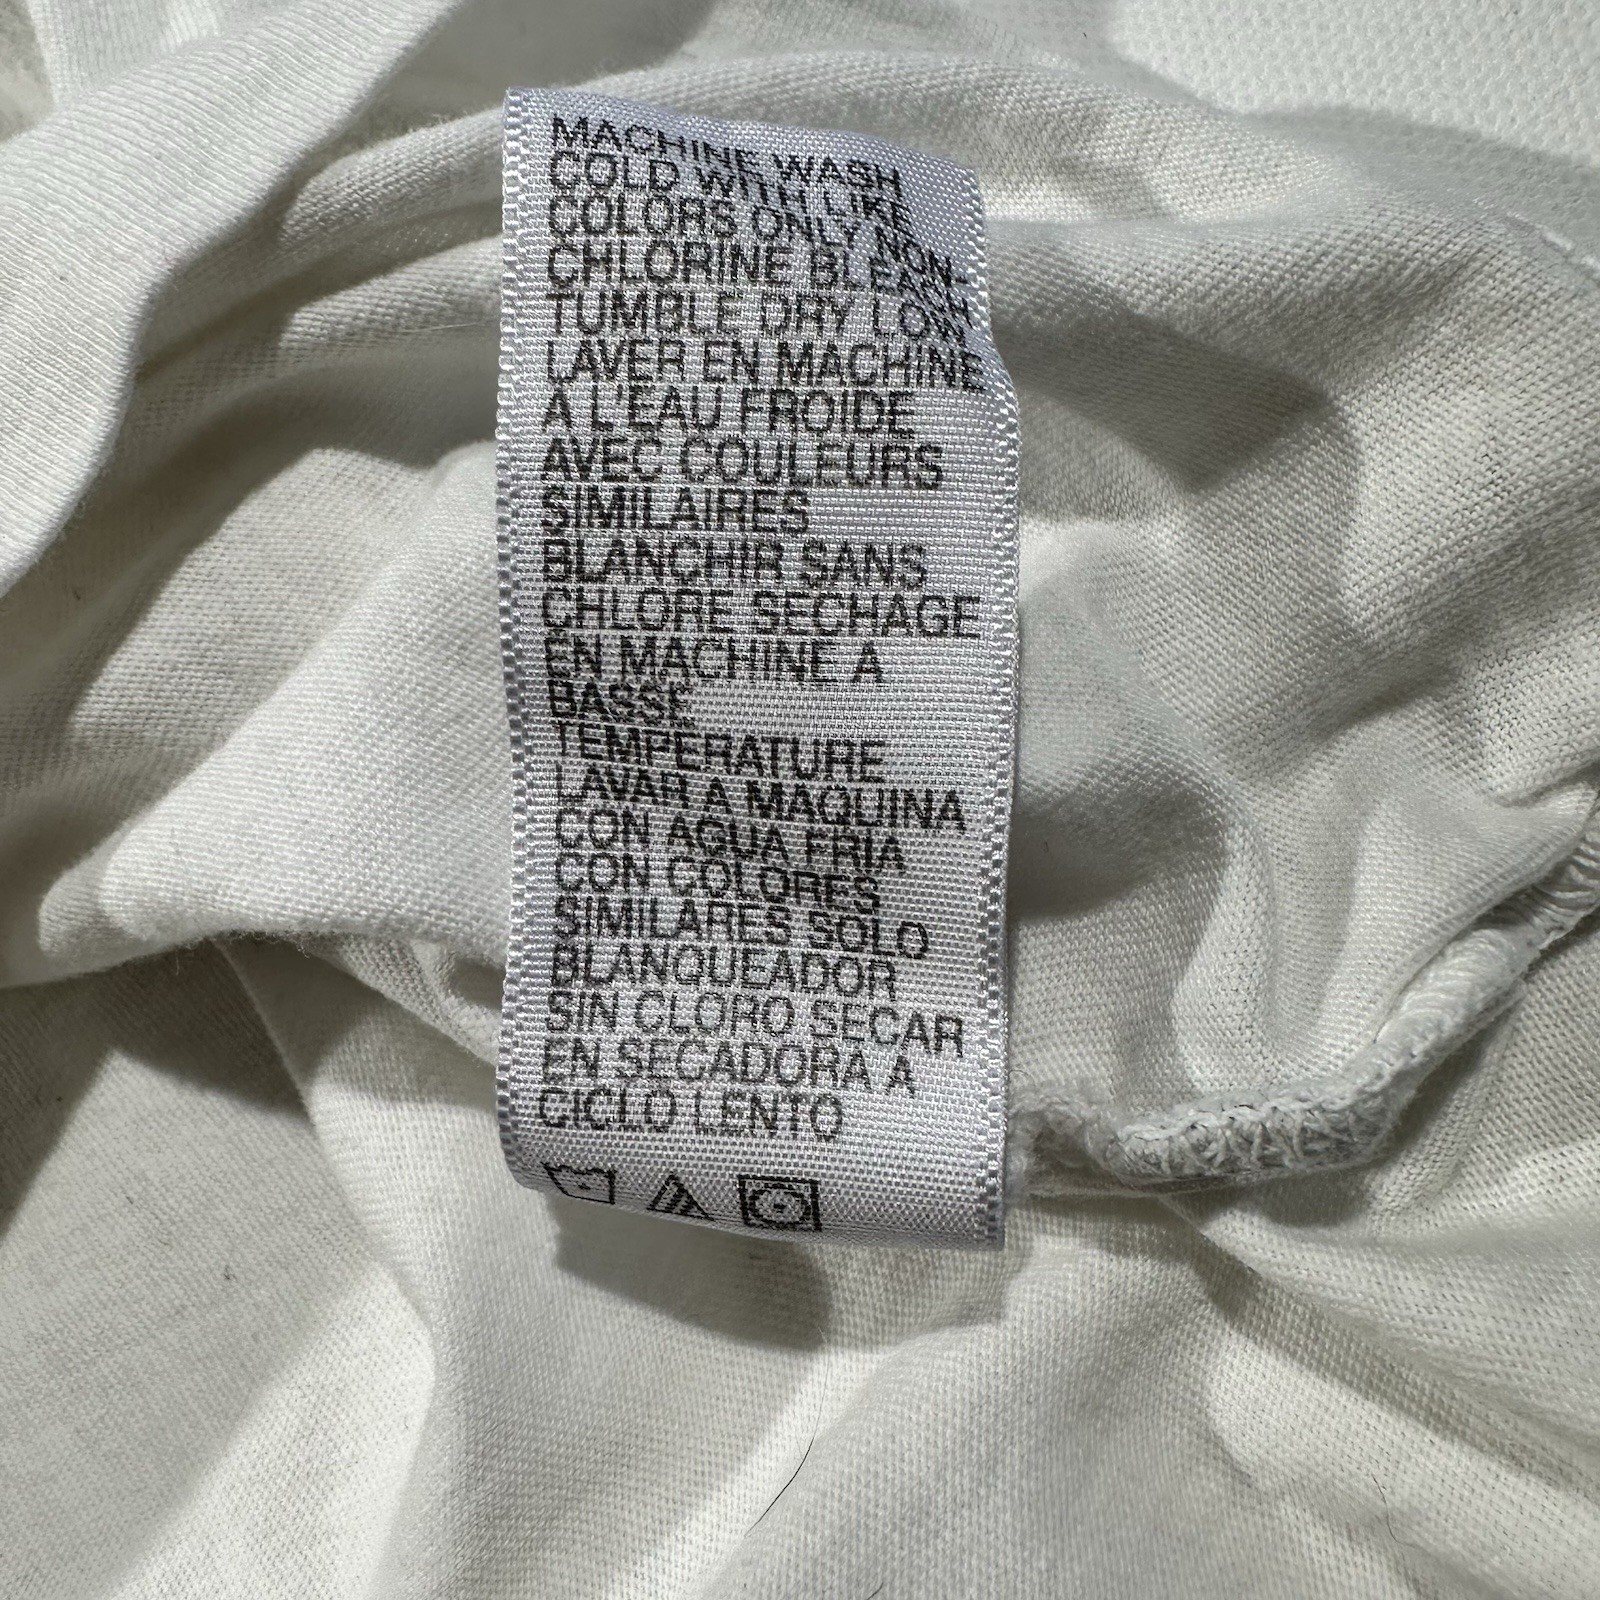 MACHINE WASH
COLD WITH LIKE
COLORS ONLY NON-
CHLORINE BLEACH
TUMBLE DRY LOW
LAVER EN MACHINE
A L'EAU FROIDE
AVEC COULEURS
SIMILAIRES
BLANCHIR SANS
CHLORE SECHAGE
EN MACHINE A
BASSE
TEMPERATURE
LAVAR A MAQUINA
CON AGUA FRIA
CON COLORES
SIMILARES SOLO
BLANQUEADOR
SIN CLORO SECAR
EN SECADORA A
CICLO LENTO